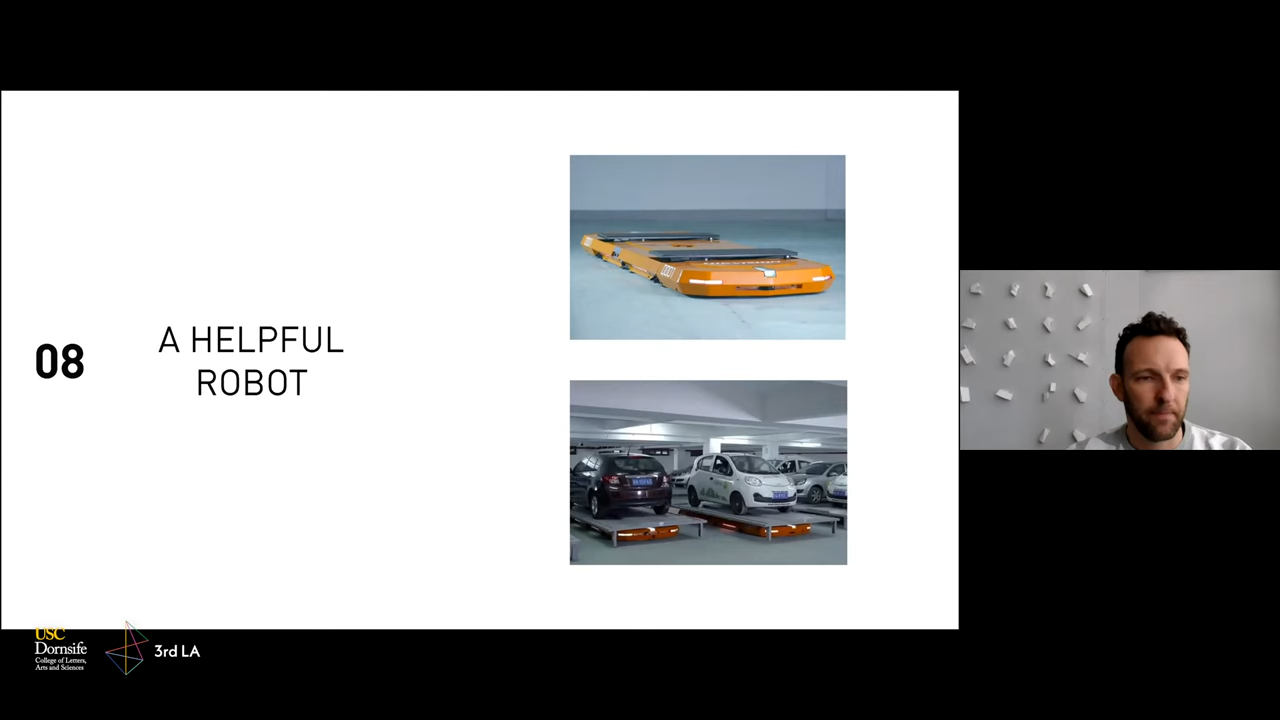 08
A HELPFUL
ROBOT
USC
Dornsife
College of Letters,
Arts and Sciences
3rd LA